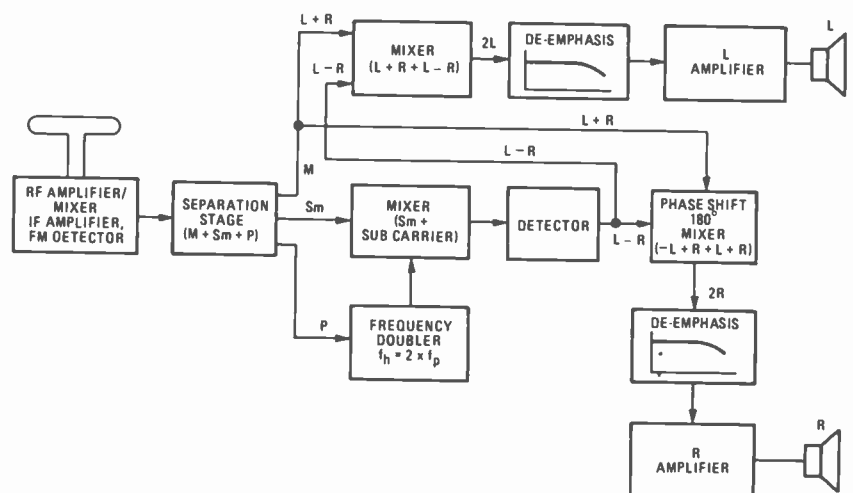 L + R
L – R
MIXER
(L + R + L – R)
2L
DE-EMPHASIS
L
AMPLIFIER
L
L + R
L – R
M
RF AMPLIFIER/
MIXER
IF AMPLIFIER,
FM DETECTOR
SEPARATION
STAGE
(M + Sm + P)
Sm
MIXER
(Sm +
SUB CARRIER)
DETECTOR
L – R
PHASE SHIFT
180°
MIXER
(–L + R + L + R)
P
FREQUENCY
DOUBLER
fh = 2 x fp
2R
DE-EMPHASIS
R
AMPLIFIER
R